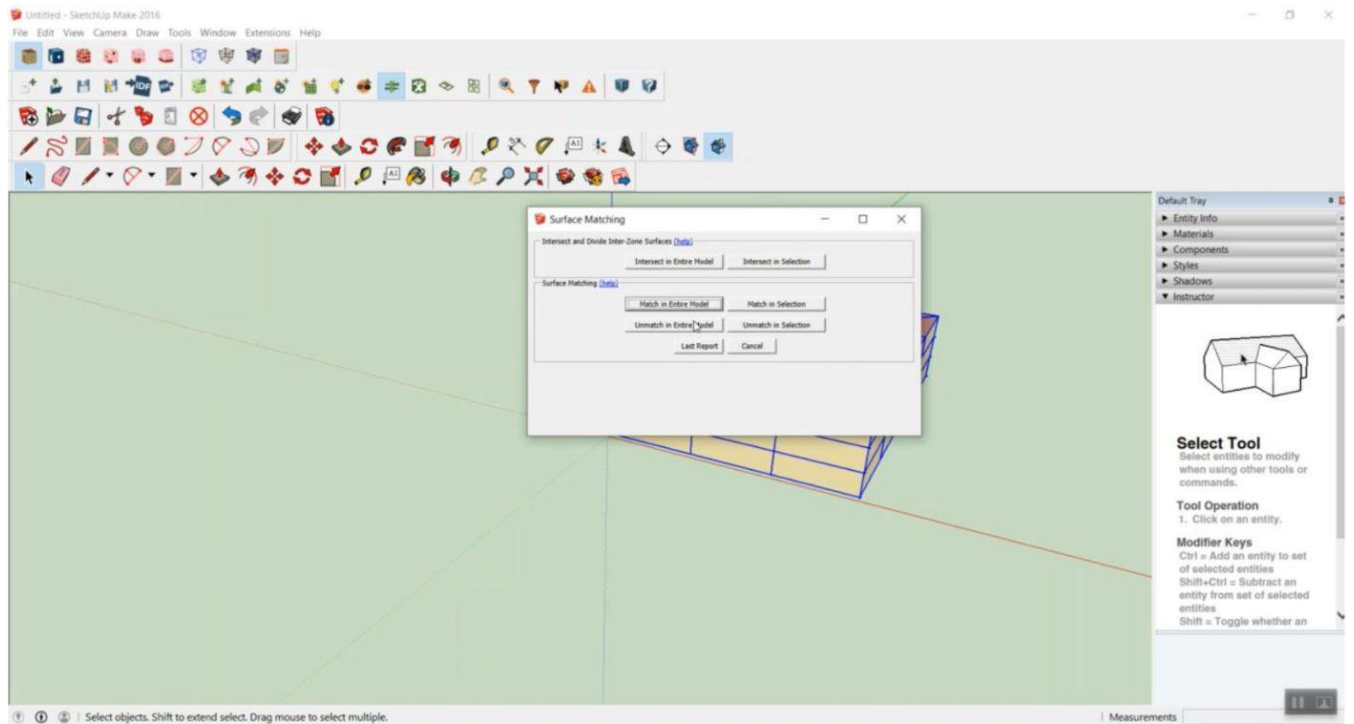 Untitled - SketchUp Make 2016
File Edit View Camera Draw Tools Window Extensions Help
IDF
A1
A1
Default Tray
Entity Info
Materials
Components
Styles
Shadows
Instructor
Surface Matching
Intersect and Divide Inter-Zone Surfaces (help)
Intersect in Entire Model Intersect in Selection
Surface Matching (help)
Match in Entire Model Match in Selection
Unmatch in Entire Model Unmatch in Selection
Last Report Cancel
Select Tool
Select entities to modify
when using other tools or
commands.
Tool Operation
1. Click on an entity.
Modifier Keys
Ctrl = Add an entity to set
of selected entities
Shift+Ctrl = Subtract an
entity from set of selected
entities
Shift = Toggle whether an
Select objects. Shift to extend select. Drag mouse to select multiple.
Measurements